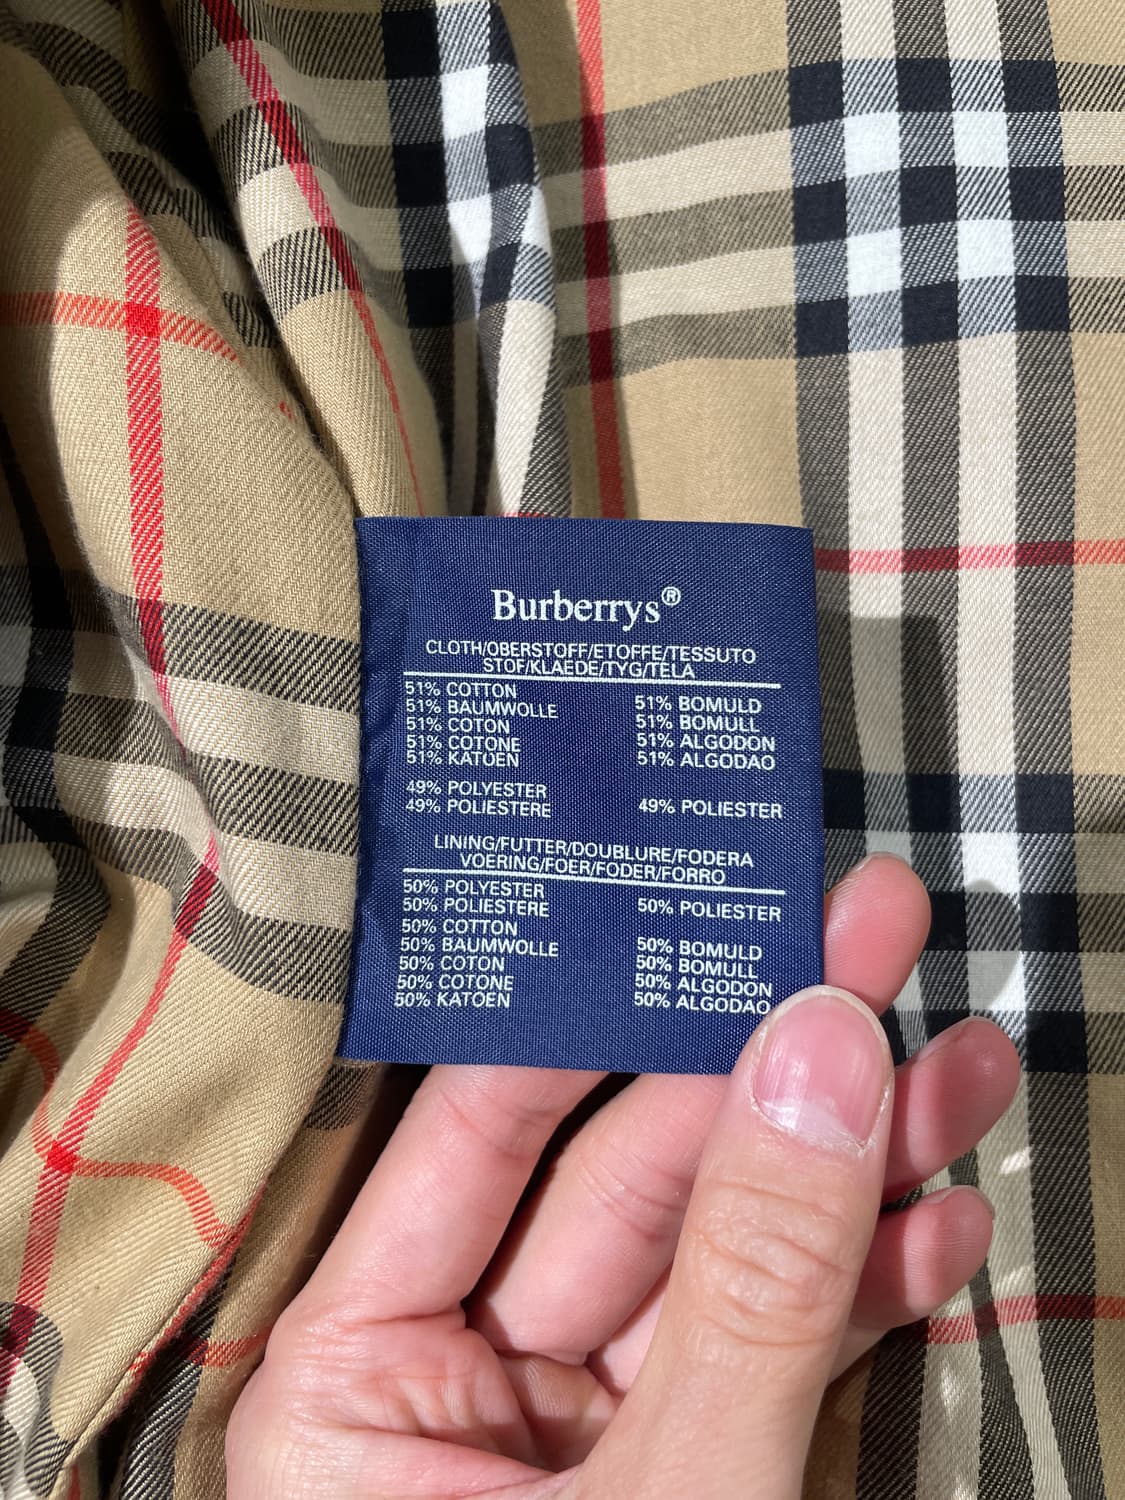 Burberrys®
CLOTH/OBERSTOFF/ETOFFE/TESSUTO
STOF/KLAEDE/TYG/TELA
51% COTTON
51% BAUMWOLLE
51% COTON
51% COTONE
51% KATOEN
51% BOMULD
51% BOMULL
51% ALGODON
51% ALGODAO
49% POLYESTER
49% POLIESTERE
49% POLIESTER
LINING/FUTTER/DOUBLURE/FODERA
VOERING/FOER/FODER/FORRO
50% POLYESTER
50% POLIESTERE
50% POLIESTER
50% COTTON
50% BAUMWOLLE
50% COTON
50% COTONE
50% KATOEN
50% BOMULD
50% BOMULL
50% ALGODON
50% ALGODAO